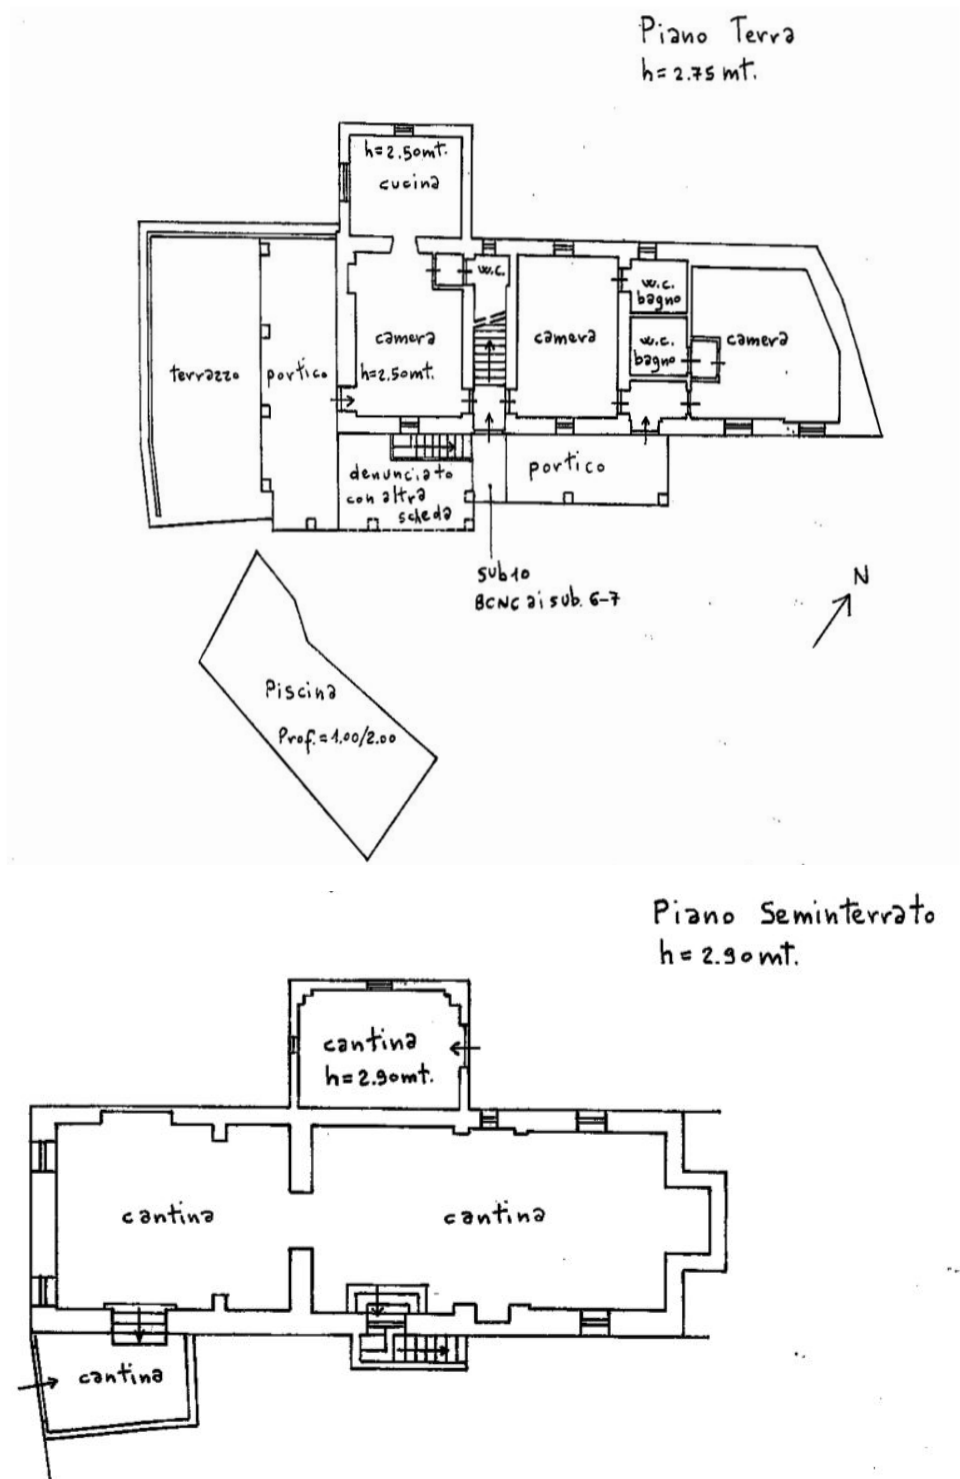 Piano Terra
h=2.75 mt.
h=2.50mt.
cucina
w.c.
w.c.
bagno
camera
h=2.50mt.
camera
w.c.
bagno
camera
terrazzo
portico
portico
denunciato
con altra
scheda
sub10
BCNC ai sub. 6-7
N
Piscina
Prof.=1.00/2.00
Piano Seminterrato
h=2.90mt.
cantina
h=2.90mt.
cantina
cantina
cantina